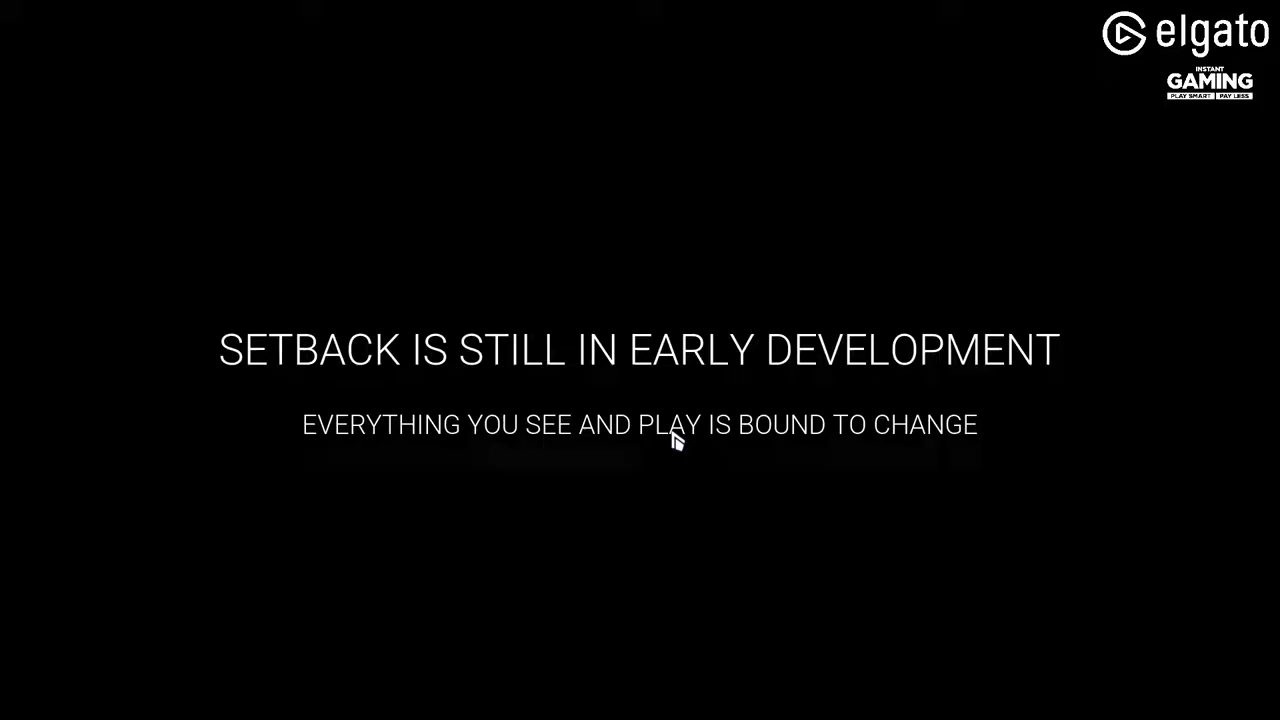 elgato
INSTANT
GAMING
PLAY SMART PAY LESS
SETBACK IS STILL IN EARLY DEVELOPMENT
EVERYTHING YOU SEE AND PLAY IS BOUND TO CHANGE